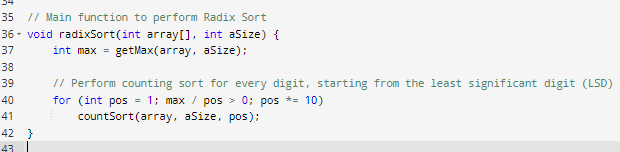 34
35 // Main function to perform Radix Sort
36 void radixSort(int array[], int aSize) {
37     int max = getMax(array, aSize);
38
39     // Perform counting sort for every digit, starting from the least significant digit (LSD)
40     for (int pos = 1; max / pos > 0; pos *= 10)
41         countSort(array, aSize, pos);
42 }
43